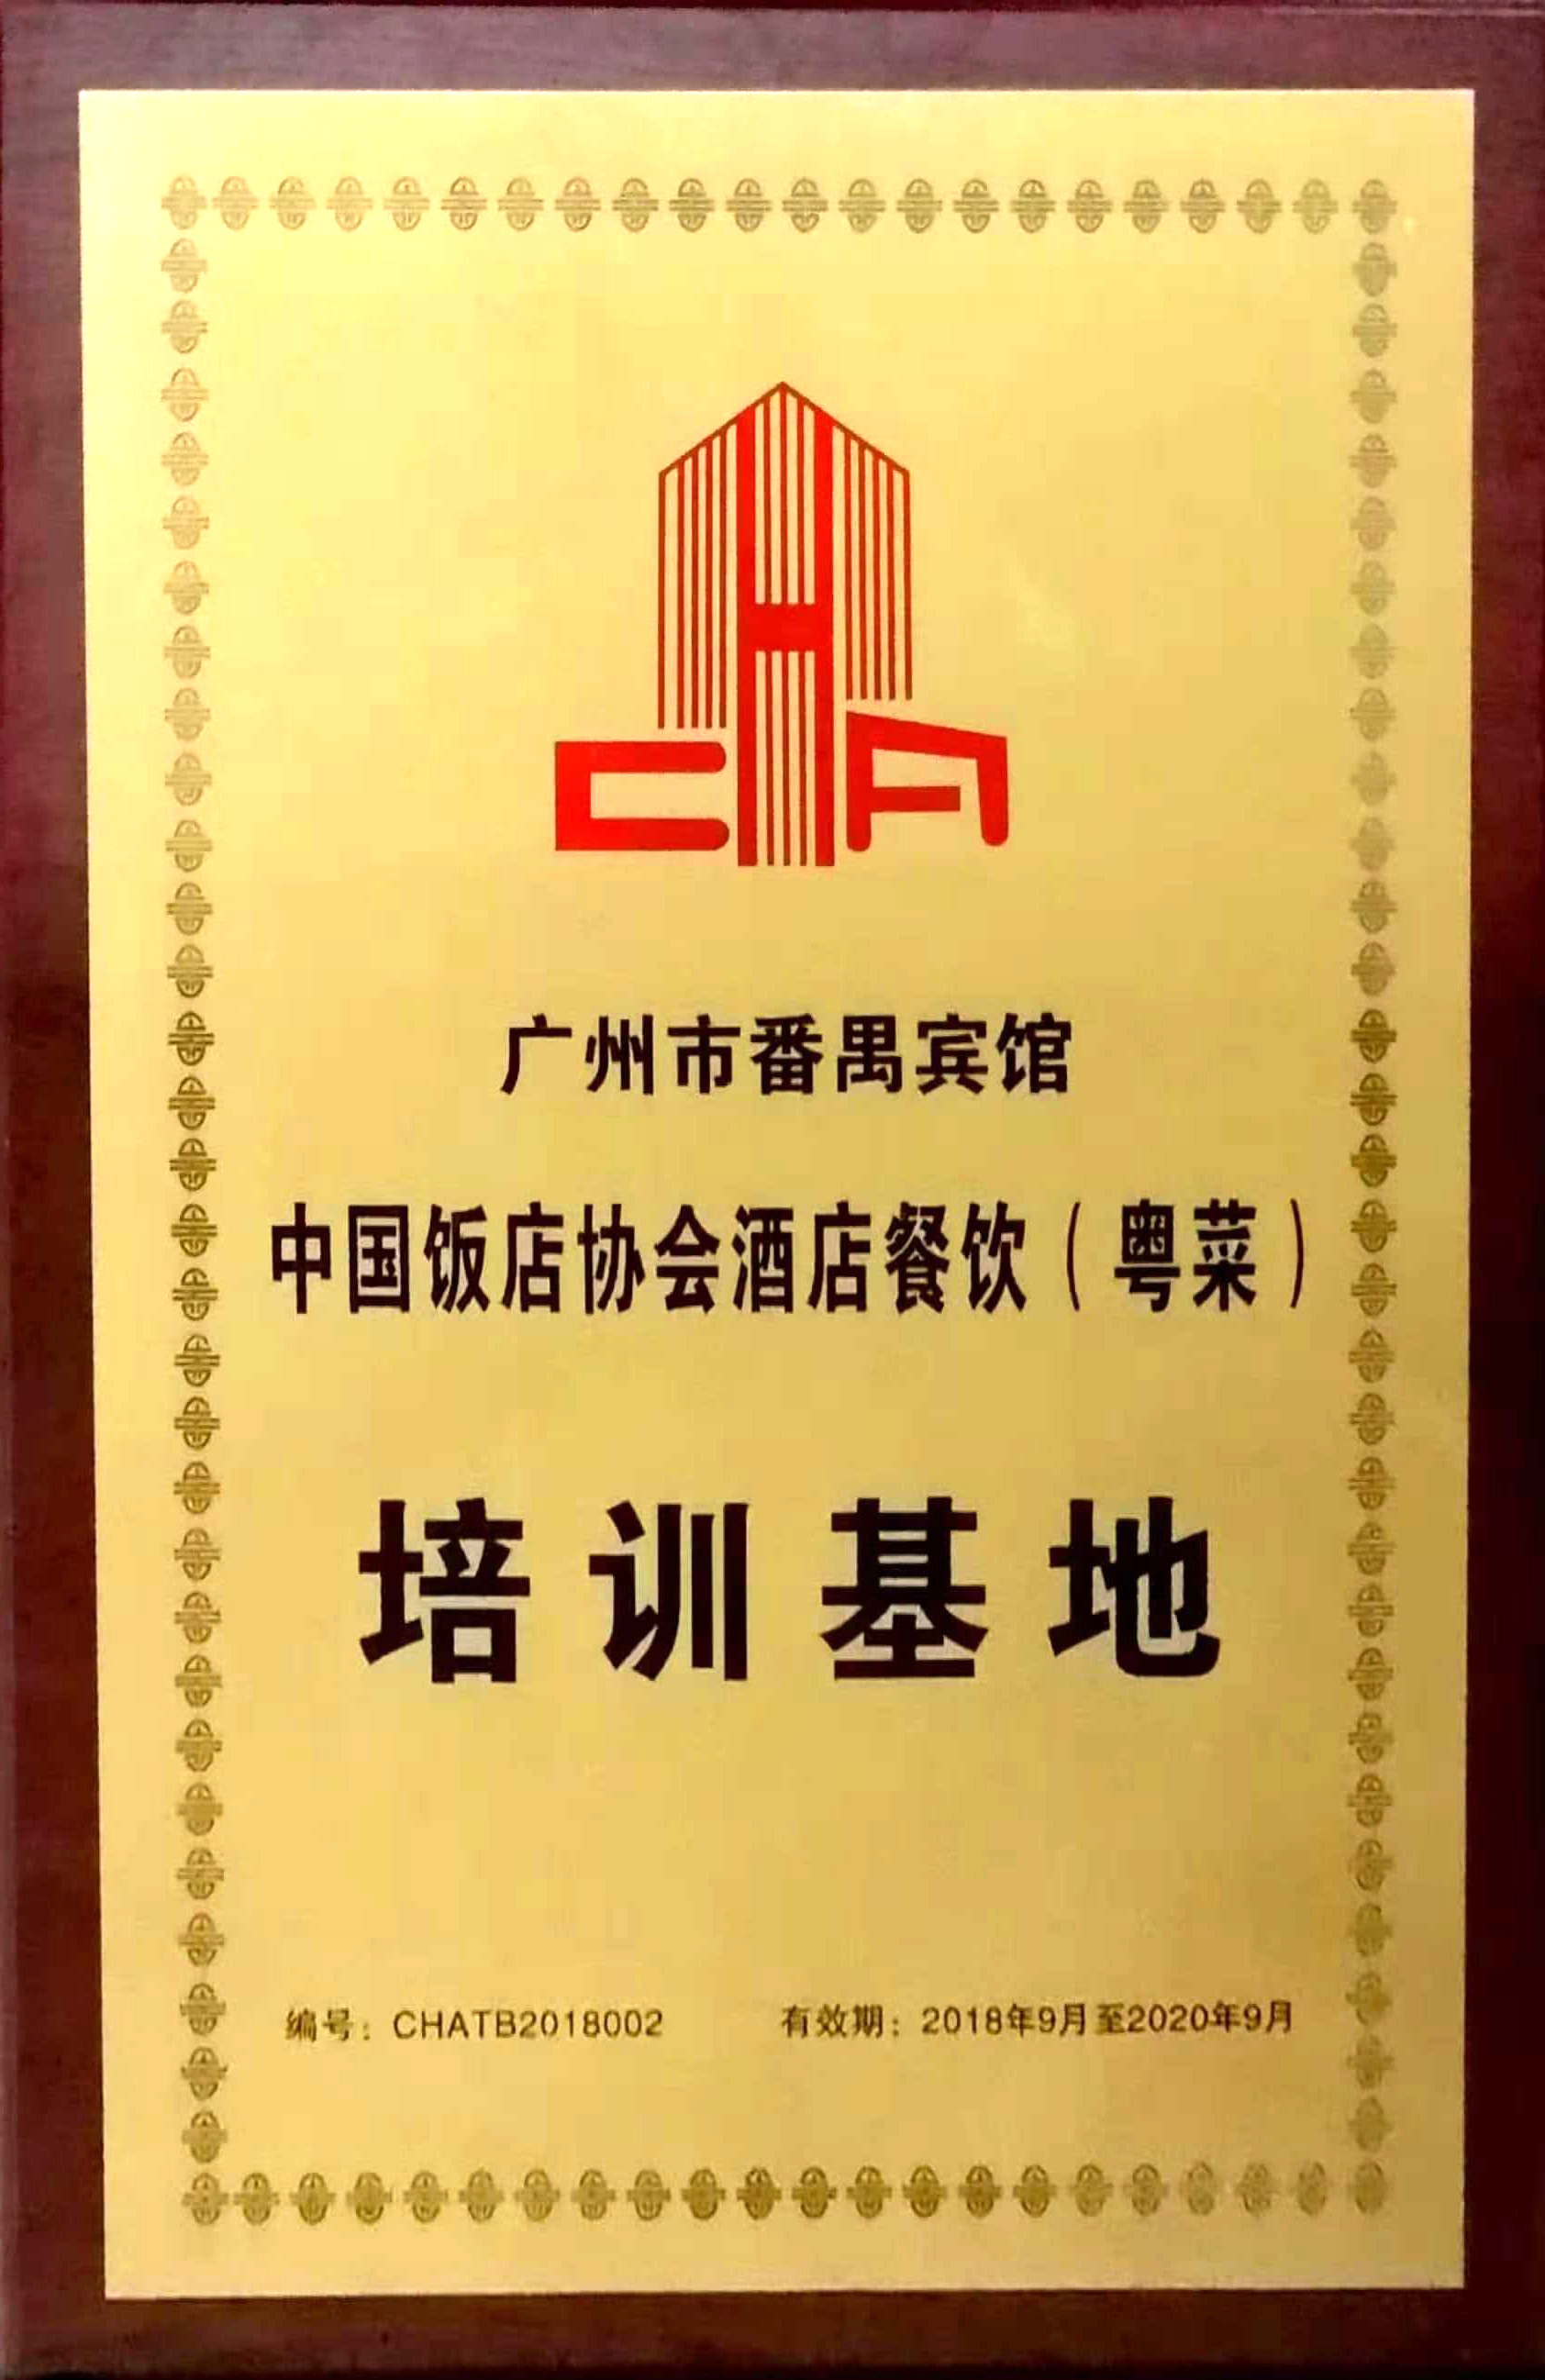 CHA
广州市番禺宾馆
中国饭店协会酒店餐饮(粤菜)
培训基地
编号:CHATB2018002 有效期:2018年9月至2020年9月